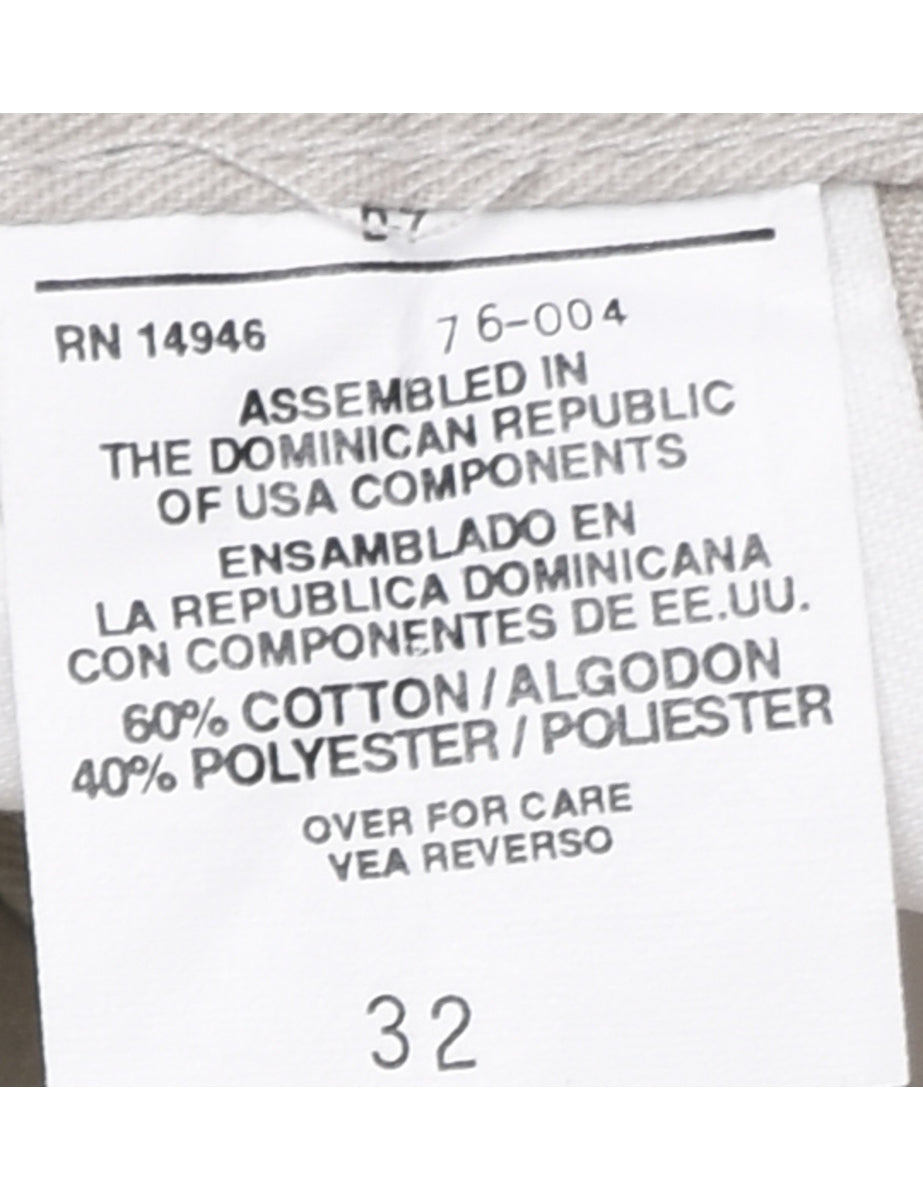 RN 14946 76-004
ASSEMBLED IN
THE DOMINICAN REPUBLIC
OF USA COMPONENTS
ENSAMBLADO EN
LA REPUBLICA DOMINICANA
CON COMPONENTES DE EE.UU.
60% COTTON / ALGODON
40% POLYESTER / POLIESTER
OVER FOR CARE
VEA REVERSO
32